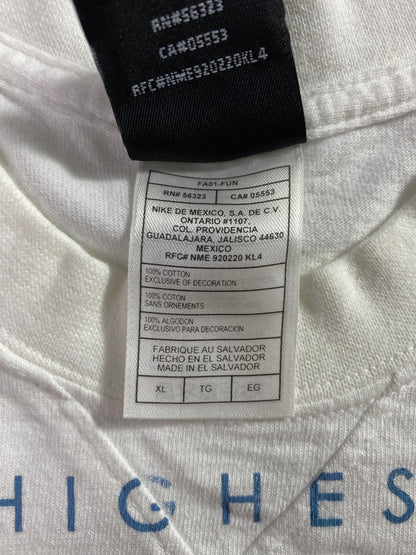 RN#56323
CA#05553
RFC#NME920220KL4
FA01-FUN
RN# 56323 CA# 05553
NIKE DE MEXICO, S.A. DE C.V.
ONTARIO #1107,
COL. PROVIDENCIA
GUADALAJARA, JALISCO 44630
MEXICO
RFC# NME 920220 KL4
100% COTTON
EXCLUSIVE OF DECORATION
100% COTON
SANS ORNEMENTS
100% ALGODON
EXCLUSIVO PARA DECORACION
FABRIQUE AU SALVADOR
HECHO EN EL SALVADOR
MADE IN EL SALVADOR
XL TG EG
HIGHES